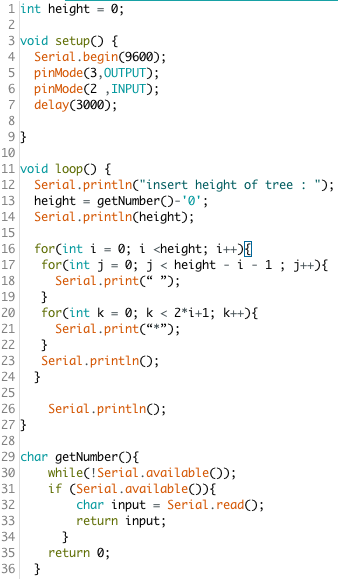 1 int height = 0;
2
3 void setup() {
4   Serial.begin(9600);
5   pinMode(3,OUTPUT);
6   pinMode(2 ,INPUT);
7   delay(3000);
8
9 }
10
11 void loop() {
12   Serial.println("insert height of tree : ");
13   height = getNumber()-'0';
14   Serial.println(height);
15
16   for(int i = 0; i <height; i++){
17    for(int j = 0; j < height - i - 1 ; j++){
18      Serial.print(“ ”);
19    }
20    for(int k = 0; k < 2*i+1; k++){
21      Serial.print(“*”);
22    }
23    Serial.println();
24   }
25
26     Serial.println();
27 }
28
29 char getNumber(){
30     while(!Serial.available());
31     if (Serial.available()){
32         char input = Serial.read();
33         return input;
34       }
35     return 0;
36   }